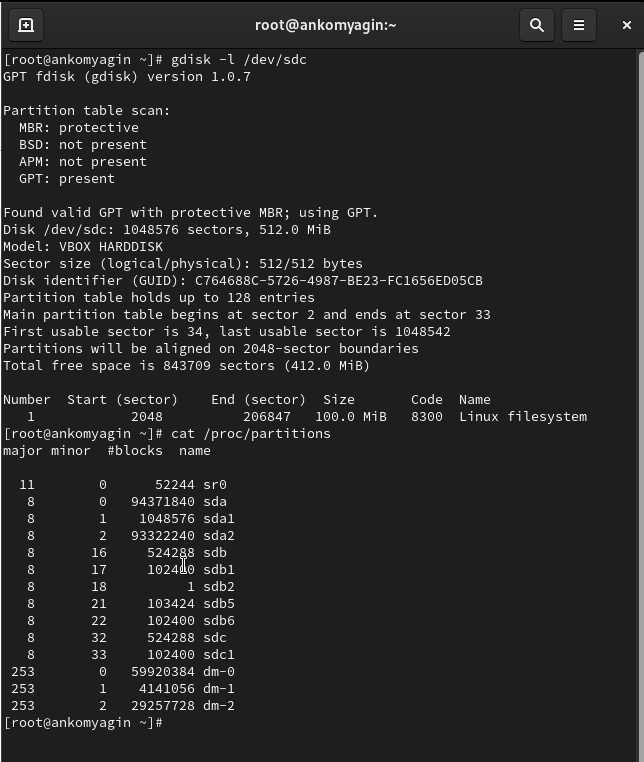 root@ankomyagin:~
[root@ankomyagin ~]# gdisk -l /dev/sdc
GPT fdisk (gdisk) version 1.0.7

Partition table scan:
  MBR: protective
  BSD: not present
  APM: not present
  GPT: present

Found valid GPT with protective MBR; using GPT.
Disk /dev/sdc: 1048576 sectors, 512.0 MiB
Model: VBOX HARDDISK
Sector size (logical/physical): 512/512 bytes
Disk identifier (GUID): C764688C-5726-4987-BE23-FC1656ED05CB
Partition table holds up to 128 entries
Main partition table begins at sector 2 and ends at sector 33
First usable sector is 34, last usable sector is 1048542
Partitions will be aligned on 2048-sector boundaries
Total free space is 843709 sectors (412.0 MiB)

Number  Start (sector)    End (sector)  Size       Code  Name
   1            2048          206847   100.0 MiB   8300  Linux filesystem
[root@ankomyagin ~]# cat /proc/partitions
major minor  #blocks  name

  11        0      52244 sr0
   8        0   94371840 sda
   8        1    1048576 sda1
   8        2   93322240 sda2
   8       16     524288 sdb
   8       17     102400 sdb1
   8       18          1 sdb2
   8       21     103424 sdb5
   8       22     102400 sdb6
   8       32     524288 sdc
   8       33     102400 sdc1
 253        0   59920384 dm-0
 253        1    4141056 dm-1
 253        2   29257728 dm-2
[root@ankomyagin ~]#